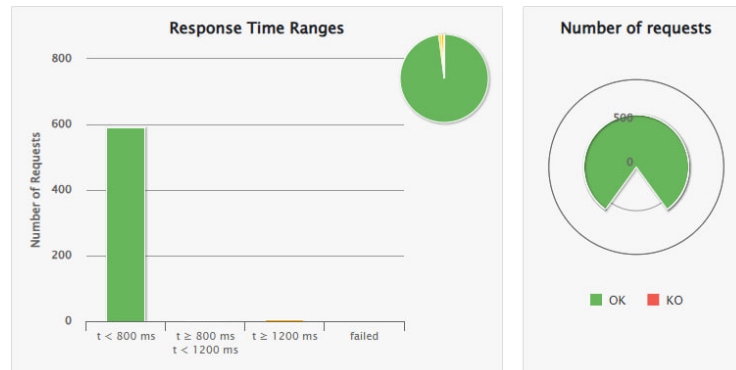 Response Time Ranges
Number of Requests
800
600
400
200
0
t < 800 ms
t ≥ 800 ms
t < 1200 ms
t ≥ 1200 ms
failed
Number of requests
500
0
OK
KO